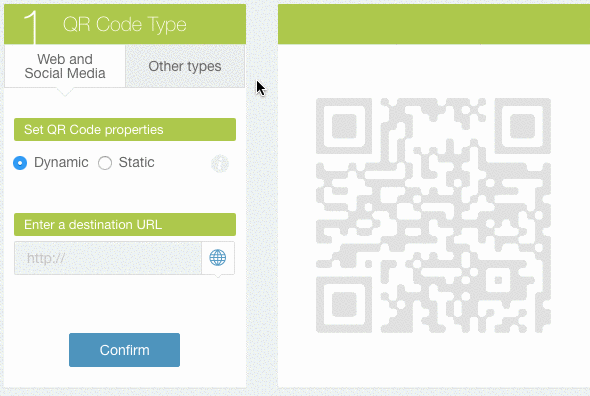 1 QR Code Type
Web and
Social Media
Other types
Set QR Code properties
Dynamic
Static
i
Enter a destination URL
http://
Confirm